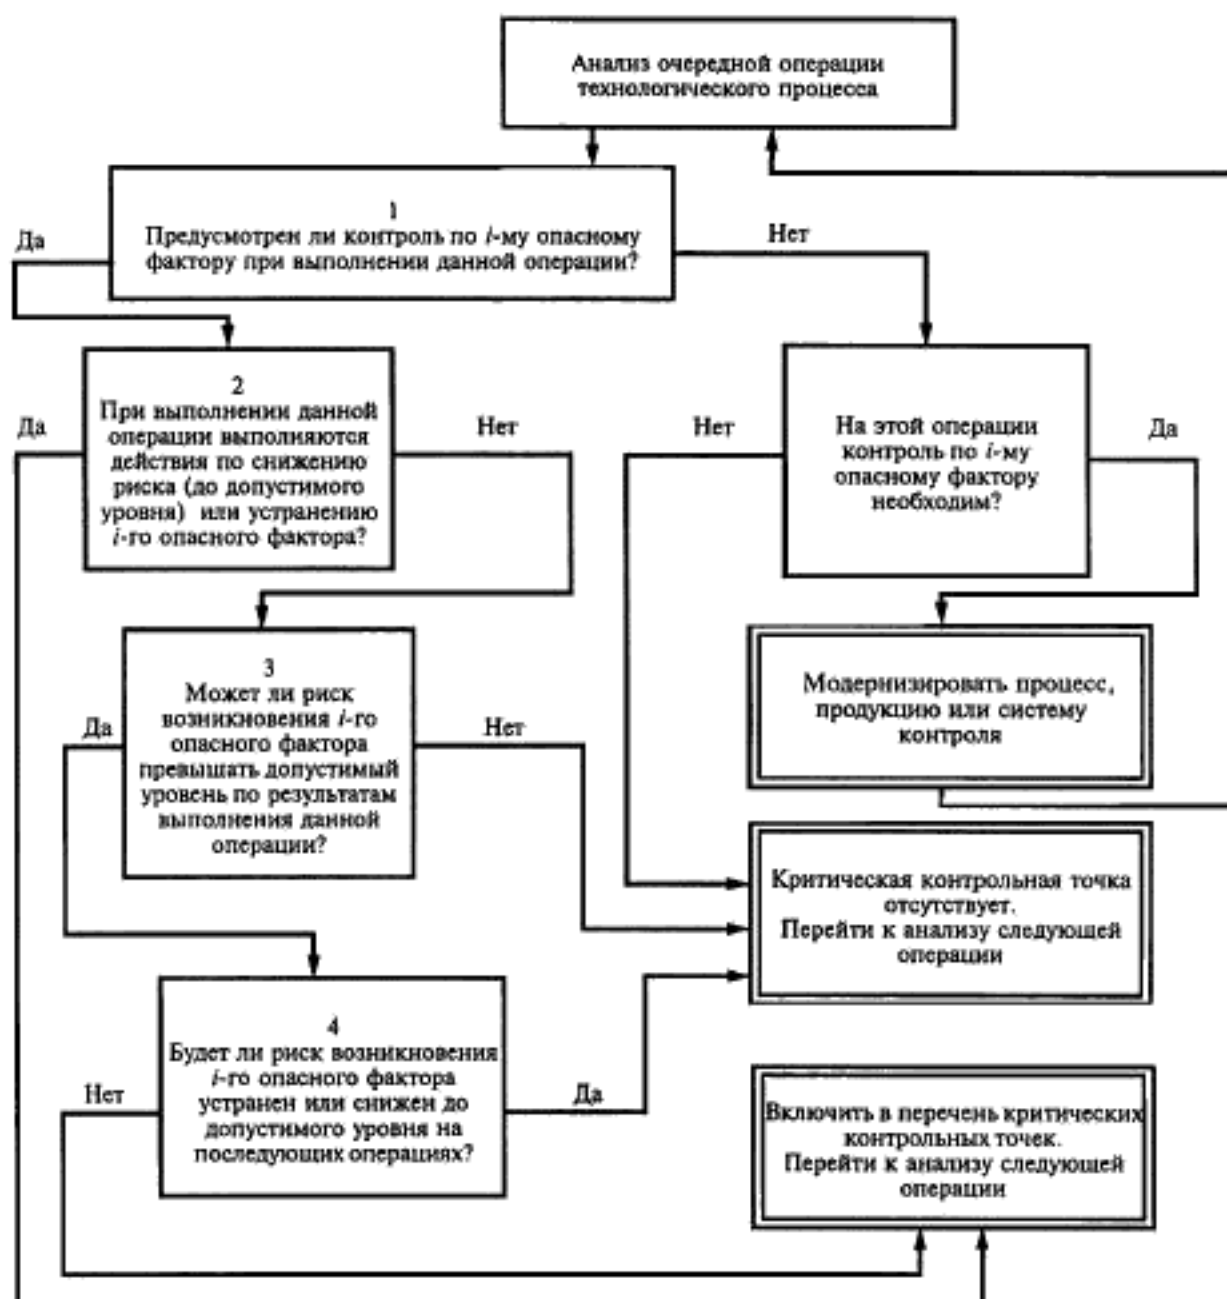 Анализ очередной операции
технологического процесса
1
Предусмотрен ли контроль по i-му опасному
фактору при выполнении данной операции?
Да
Нет
2
При выполнении данной
операции выполняются
действия по снижению
риска (до допустимого
уровня) или устранению
i-го опасного фактора?
Да
Нет
На этой операции
контроль по i-му
опасному фактору
необходим?
Нет
Да
3
Может ли риск
возникновения i-го
опасного фактора
превышать допустимый
уровень по результатам
выполнения данной
операции?
Да
Нет
Модернизировать процесс,
продукцию или систему
контроля
Критическая контрольная точка
отсутствует.
Перейти к анализу следующей
операции
4
Будет ли риск возникновения
i-го опасного фактора
устранен или снижен до
допустимого уровня на
последующих операциях?
Нет
Да
Включить в перечень критических
контрольных точек.
Перейти к анализу следующей
операции